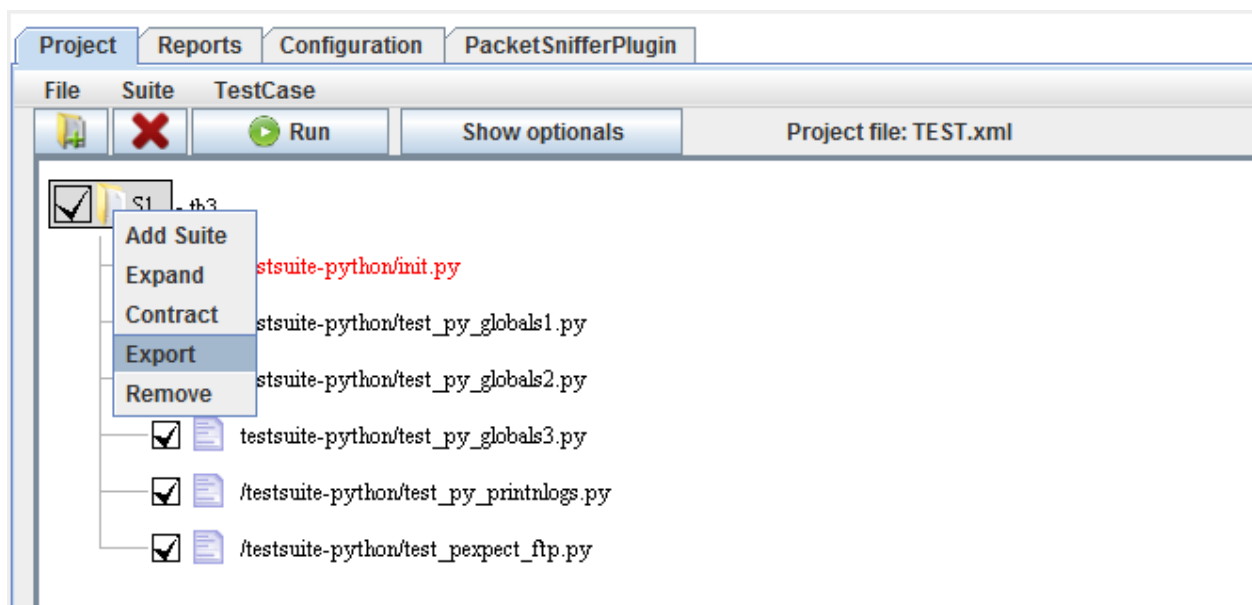 Project Reports Configuration PacketSnifferPlugin
File Suite TestCase
Run Show optionals Project file: TEST.xml
S1 - tb3
Add Suite
Expand
stsuite-python/init.py
Contract
stsuite-python/test_py_globals1.py
Export
stsuite-python/test_py_globals2.py
Remove
testsuite-python/test_py_globals3.py
/testsuite-python/test_py_printnlogs.py
/testsuite-python/test_pexpect_ftp.py